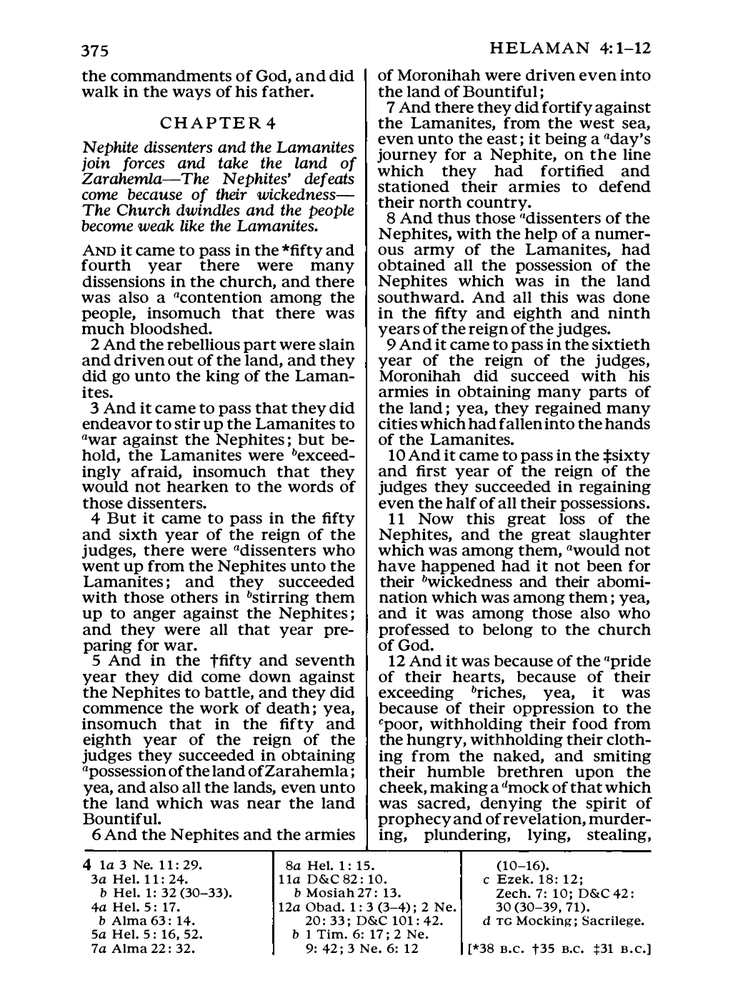 375
HELAMAN 4:1–12
the commandments of God, and did
walk in the ways of his father.
CHAPTER 4
Nephite dissenters and the Lamanites
join forces and take the land of
Zarahemla—The Nephites' defeats
come because of their wickedness—
The Church dwindles and the people
become weak like the Lamanites.
AND it came to pass in the *fifty and
fourth year there were many
dissensions in the church, and there
was also a acontention among the
people, insomuch that there was
much bloodshed.
2 And the rebellious part were slain
and driven out of the land, and they
did go unto the king of the Laman-
ites.
3 And it came to pass that they did
endeavor to stir up the Lamanites to
awar against the Nephites; but be-
hold, the Lamanites were bexceed-
ingly afraid, insomuch that they
would not hearken to the words of
those dissenters.
4 But it came to pass in the fifty
and sixth year of the reign of the
judges, there were adissenters who
went up from the Nephites unto the
Lamanites; and they succeeded
with those others in bstirring them
up to anger against the Nephites;
and they were all that year pre-
paring for war.
5 And in the †fifty and seventh
year they did come down against
the Nephites to battle, and they did
commence the work of death; yea,
insomuch that in the fifty and
eighth year of the reign of the
judges they succeeded in obtaining
apossession of the land of Zarahemla;
yea, and also all the lands, even unto
the land which was near the land
Bountiful.
6 And the Nephites and the armies
of Moronihah were driven even into
the land of Bountiful;
7 And there they did fortify against
the Lamanites, from the west sea,
even unto the east; it being a aday's
journey for a Nephite, on the line
which they had fortified and
stationed their armies to defend
their north country.
8 And thus those adissenters of the
Nephites, with the help of a numer-
ous army of the Lamanites, had
obtained all the possession of the
Nephites which was in the land
southward. And all this was done
in the fifty and eighth and ninth
years of the reign of the judges.
9 And it came to pass in the sixtieth
year of the reign of the judges,
Moronihah did succeed with his
armies in obtaining many parts of
the land; yea, they regained many
cities which had fallen into the hands
of the Lamanites.
10 And it came to pass in the ‡sixty
and first year of the reign of the
judges they succeeded in regaining
even the half of all their possessions.
11 Now this great loss of the
Nephites, and the great slaughter
which was among them, awould not
have happened had it not been for
their bwickedness and their abomi-
nation which was among them; yea,
and it was among those also who
professed to belong to the church
of God.
12 And it was because of the apride
of their hearts, because of their
exceeding briches, yea, it was
because of their oppression to the
cpoor, withholding their food from
the hungry, withholding their cloth-
ing from the naked, and smiting
their humble brethren upon the
cheek, making a dmock of that which
was sacred, denying the spirit of
prophecy and of revelation, murder-
ing, plundering, lying, stealing,
4 1a 3 Ne. 11:29.
3a Hel. 11:24.
b Hel. 1:32 (30–33).
4a Hel. 5:17.
b Alma 63:14.
5a Hel. 5:16, 52.
7a Alma 22:32.
8a Hel. 1:15.
11a D&C 82:10.
b Mosiah 27:13.
12a Obad. 1:3 (3–4); 2 Ne.
20:33; D&C 101:42.
b 1 Tim. 6:17; 2 Ne.
9:42; 3 Ne. 6:12
(10–16).
c Ezek. 18:12;
Zech. 7:10; D&C 42:
30 (30–39, 71).
d TG Mocking; Sacrilege.
[*38 B.C. †35 B.C. ‡31 B.C.]